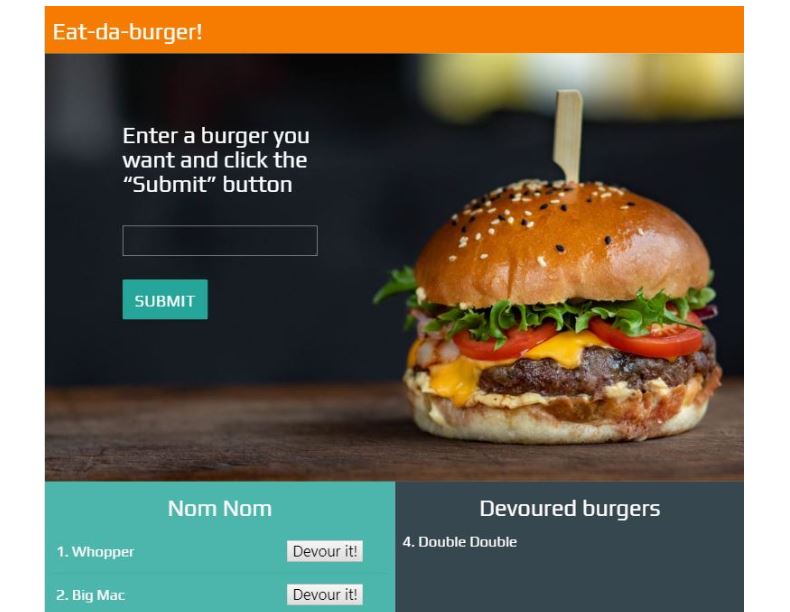 Eat-da-burger!
Enter a burger you
want and click the
“Submit” button
SUBMIT
Nom Nom
1. Whopper
Devour it!
2. Big Mac
Devour it!
Devoured burgers
4. Double Double